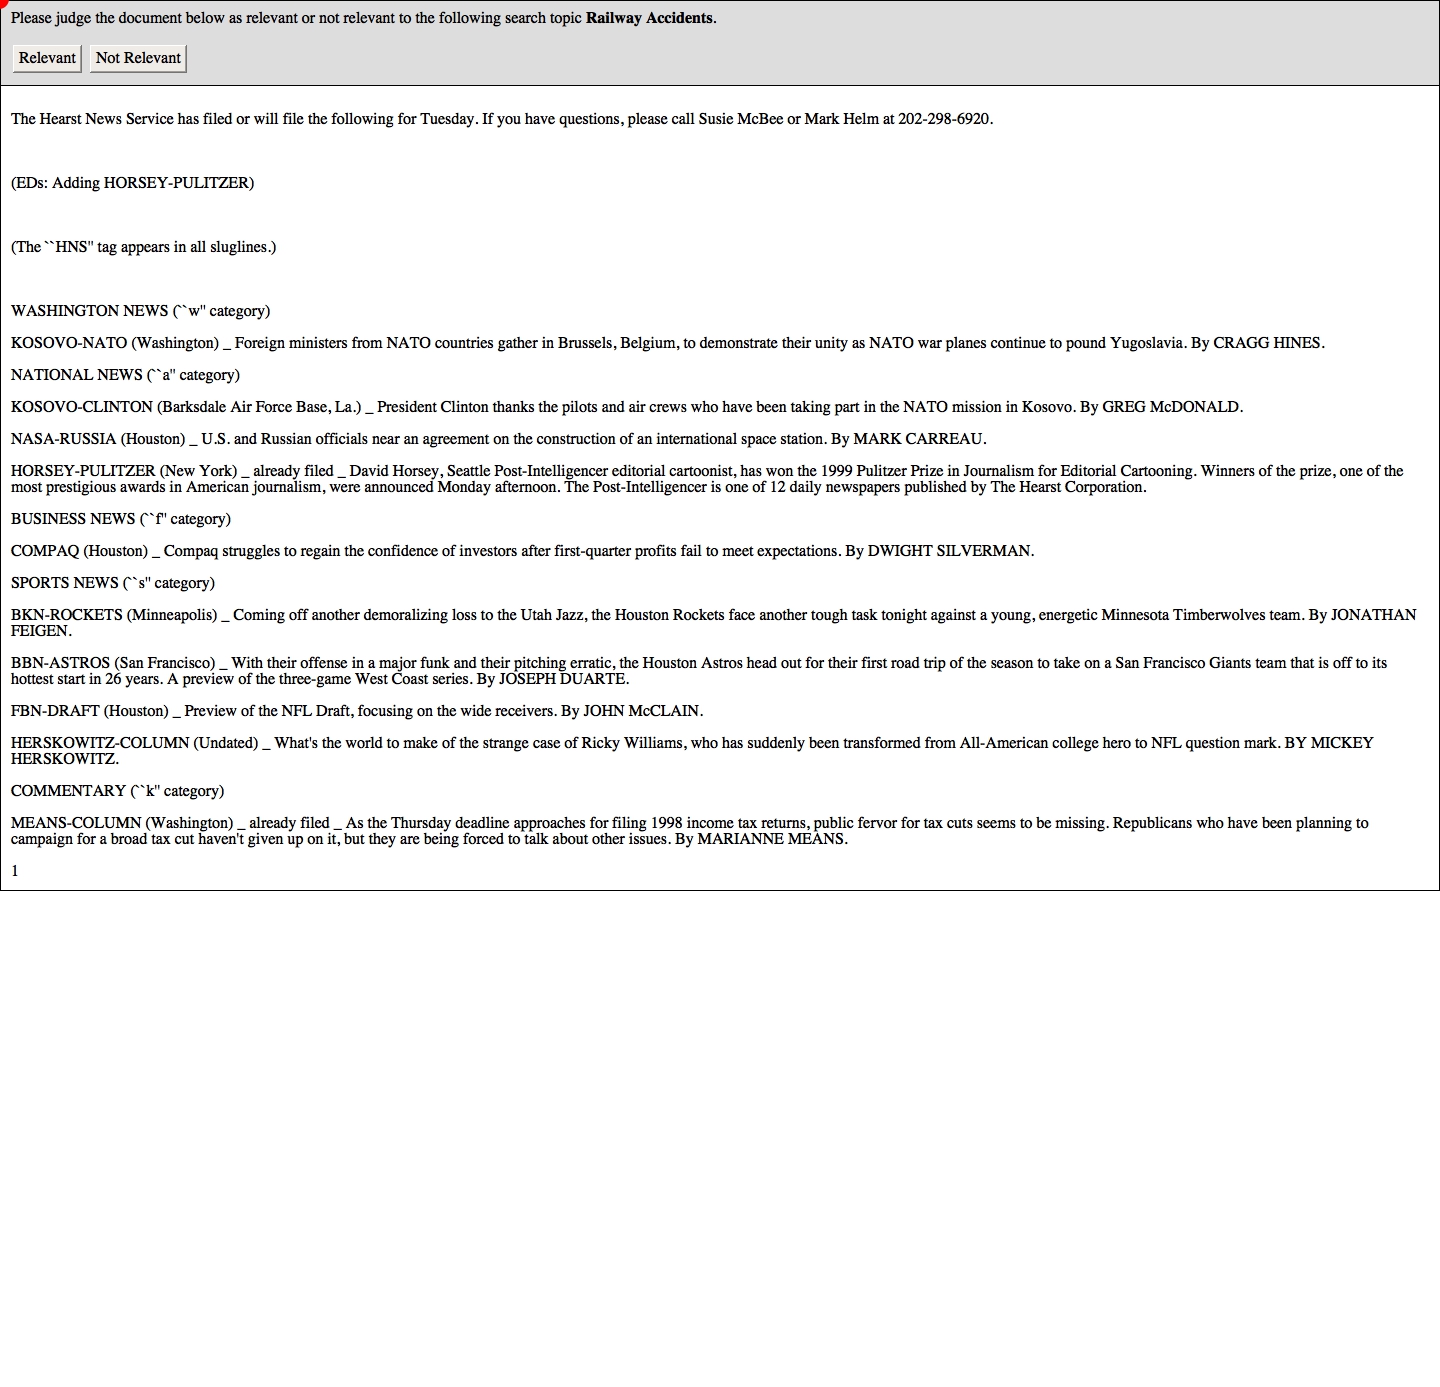 Please judge the document below as relevant or not relevant to the following search topic Railway Accidents.
Relevant Not Relevant
The Hearst News Service has filed or will file the following for Tuesday. If you have questions, please call Susie McBee or Mark Helm at 202-298-6920.
(EDs: Adding HORSEY-PULITZER)
(The ``HNS'' tag appears in all sluglines.)
WASHINGTON NEWS (``w'' category)
KOSOVO-NATO (Washington) _ Foreign ministers from NATO countries gather in Brussels, Belgium, to demonstrate their unity as NATO war planes continue to pound Yugoslavia. By CRAGG HINES.
NATIONAL NEWS (``a'' category)
KOSOVO-CLINTON (Barksdale Air Force Base, La.) _ President Clinton thanks the pilots and air crews who have been taking part in the NATO mission in Kosovo. By GREG McDONALD.
NASA-RUSSIA (Houston) _ U.S. and Russian officials near an agreement on the construction of an international space station. By MARK CARREAU.
HORSEY-PULITZER (New York) _ already filed _ David Horsey, Seattle Post-Intelligencer editorial cartoonist, has won the 1999 Pulitzer Prize in Journalism for Editorial Cartooning. Winners of the prize, one of the
most prestigious awards in American journalism, were announced Monday afternoon. The Post-Intelligencer is one of 12 daily newspapers published by The Hearst Corporation.
BUSINESS NEWS (``f'' category)
COMPAQ (Houston) _ Compaq struggles to regain the confidence of investors after first-quarter profits fail to meet expectations. By DWIGHT SILVERMAN.
SPORTS NEWS (``s'' category)
BKN-ROCKETS (Minneapolis) _ Coming off another demoralizing loss to the Utah Jazz, the Houston Rockets face another tough task tonight against a young, energetic Minnesota Timberwolves team. By JONATHAN
FEIGEN.
BBN-ASTROS (San Francisco) _ With their offense in a major funk and their pitching erratic, the Houston Astros head out for their first road trip of the season to take on a San Francisco Giants team that is off to its
hottest start in 26 years. A preview of the three-game West Coast series. By JOSEPH DUARTE.
FBN-DRAFT (Houston) _ Preview of the NFL Draft, focusing on the wide receivers. By JOHN McCLAIN.
HERSKOWITZ-COLUMN (Undated) _ What's the world to make of the strange case of Ricky Williams, who has suddenly been transformed from All-American college hero to NFL question mark. BY MICKEY
HERSKOWITZ.
COMMENTARY (``k'' category)
MEANS-COLUMN (Washington) _ already filed _ As the Thursday deadline approaches for filing 1998 income tax returns, public fervor for tax cuts seems to be missing. Republicans who have been planning to
campaign for a broad tax cut haven't given up on it, but they are being forced to talk about other issues. By MARIANNE MEANS.
1